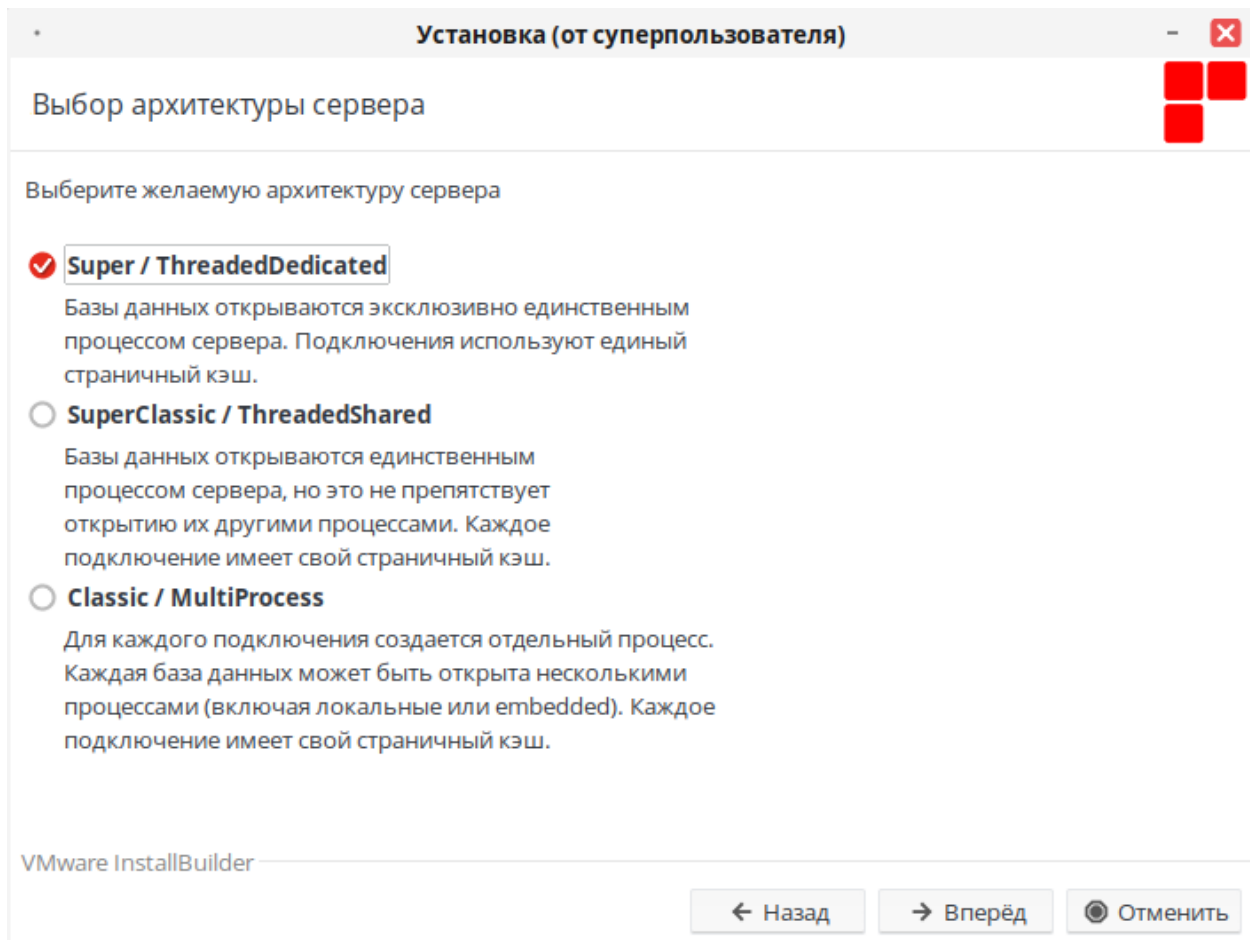 Установка (от суперпользователя)
Выбор архитектуры сервера
Выберите желаемую архитектуру сервера
Super / ThreadedDedicated
Базы данных открываются эксклюзивно единственным
процессом сервера. Подключения используют единый
страничный кэш.
SuperClassic / ThreadedShared
Базы данных открываются единственным
процессом сервера, но это не препятствует
открытию их другими процессами. Каждое
подключение имеет свой страничный кэш.
Classic / MultiProcess
Для каждого подключения создается отдельный процесс.
Каждая база данных может быть открыта несколькими
процессами (включая локальные или embedded). Каждое
подключение имеет свой страничный кэш.
VMware InstallBuilder
Назад
Вперёд
Отменить